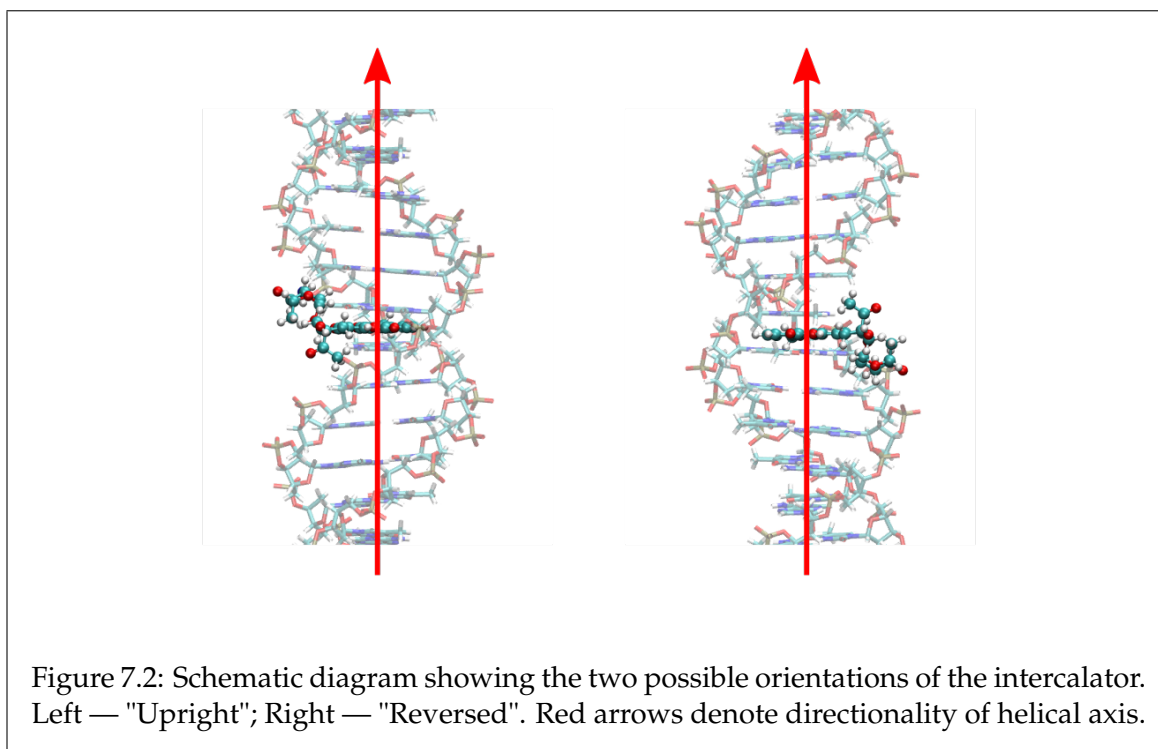 Figure 7.2: Schematic diagram showing the two possible orientations of the intercalator.
Left — "Upright"; Right — "Reversed". Red arrows denote directionality of helical axis.